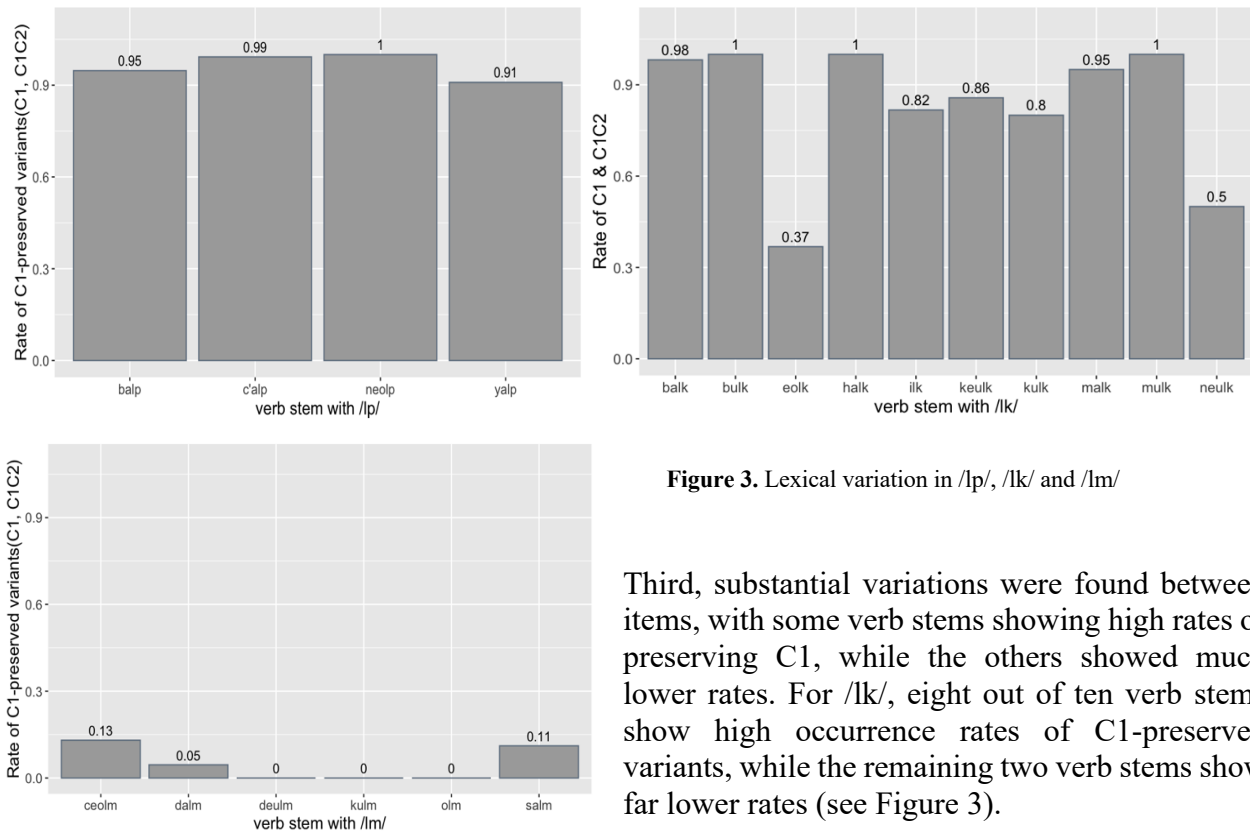 Rate of C1-preserved variants(C1, C1C2)
0.9
0.6
0.3
0.0
0.95
0.99
1
0.91
balp
c'alp
neolp
yalp
verb stem with /lp/
Rate of C1 & C1C2
0.9
0.6
0.3
0.0
0.98
1
0.37
1
0.82
0.86
0.8
0.95
1
0.5
balk
bulk
eolk
halk
ilk
keulk
kulk
malk
mulk
neulk
verb stem with /lk/
Rate of C1-preserved variants(C1, C1C2)
0.9
0.6
0.3
0.0
0.13
0.05
0
0
0
0.11
ceolm
dalm
deulm
kulm
olm
salm
verb stem with /lm/
Figure 3. Lexical variation in /lp/, /lk/ and /lm/
Third, substantial variations were found between
items, with some verb stems showing high rates o
preserving C1, while the others showed muc
lower rates. For /lk/, eight out of ten verb stem
show high occurrence rates of C1-preserve
variants, while the remaining two verb stems show
far lower rates (see Figure 3).